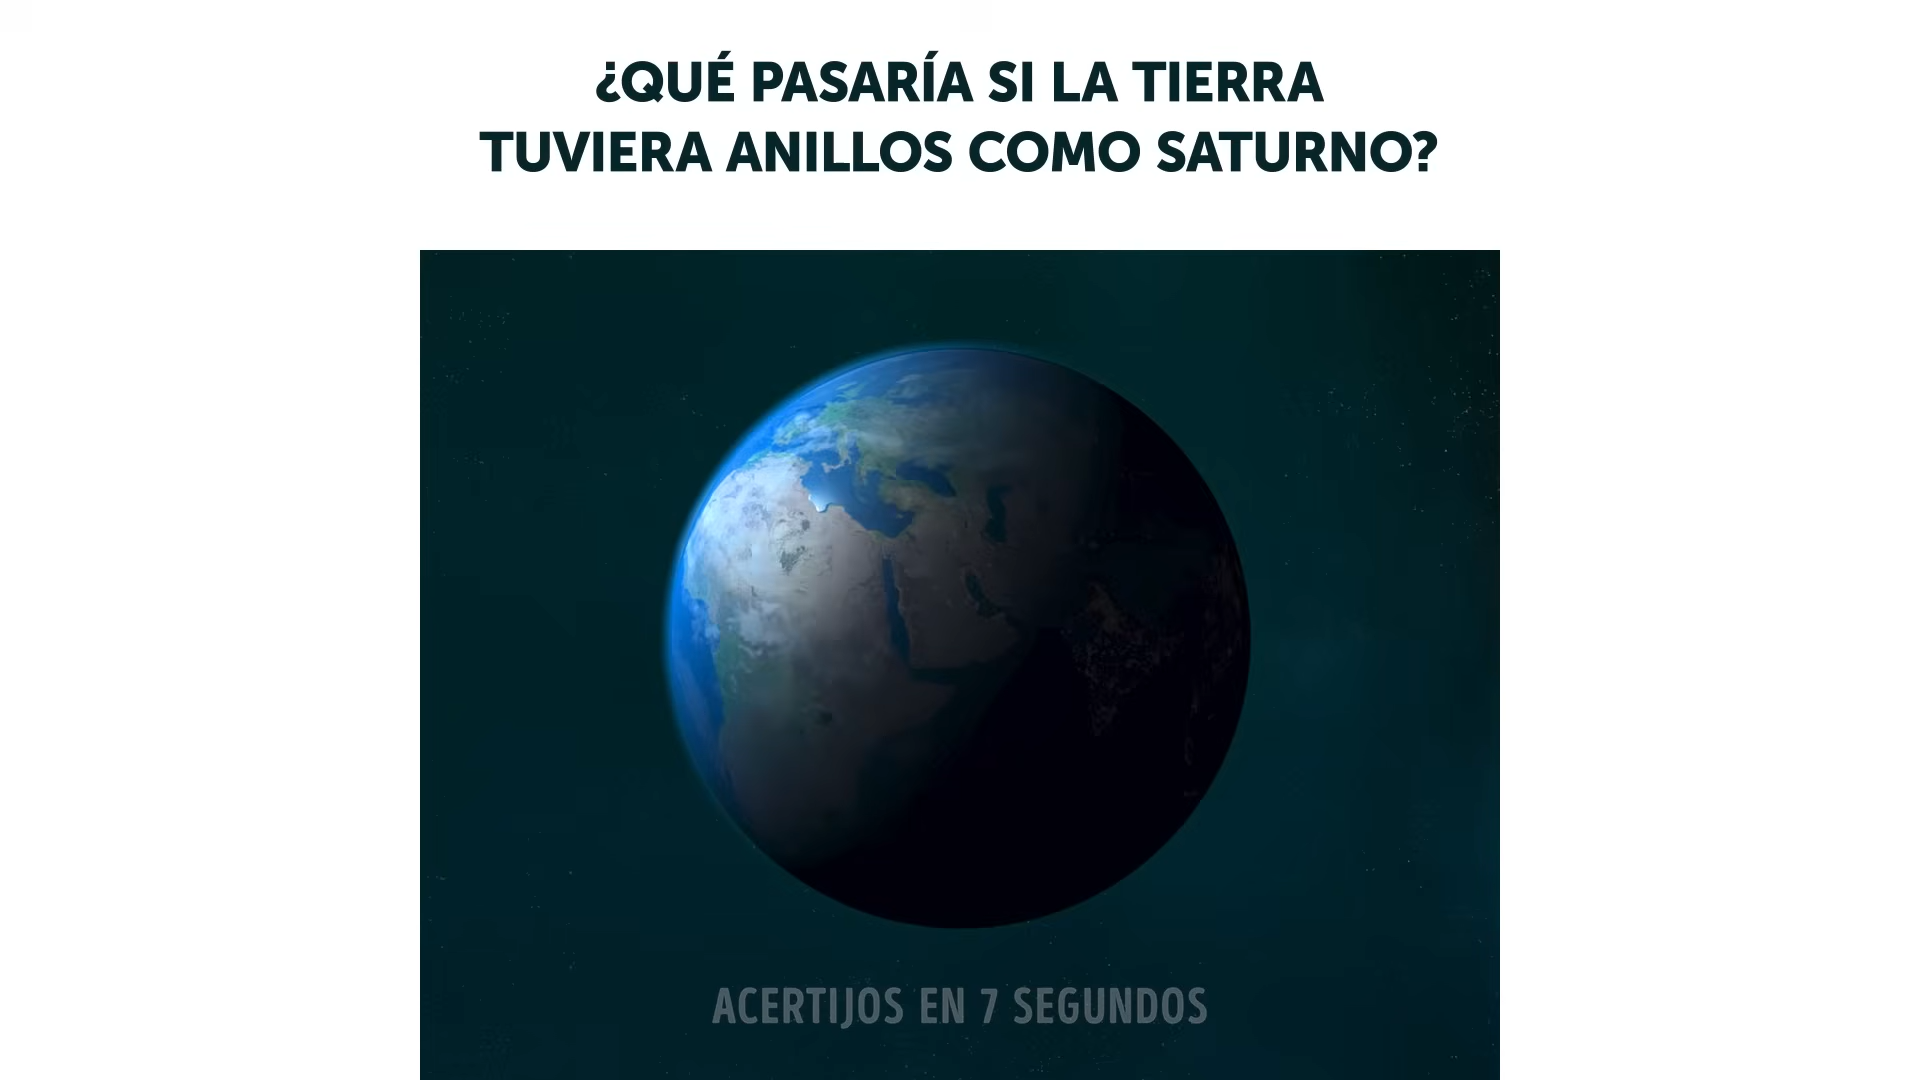 ¿QUÉ PASARÍA SI LA TIERRA
TUVIERA ANILLOS COMO SATURNO?
ACERTIJOS EN 7 SEGUNDOS